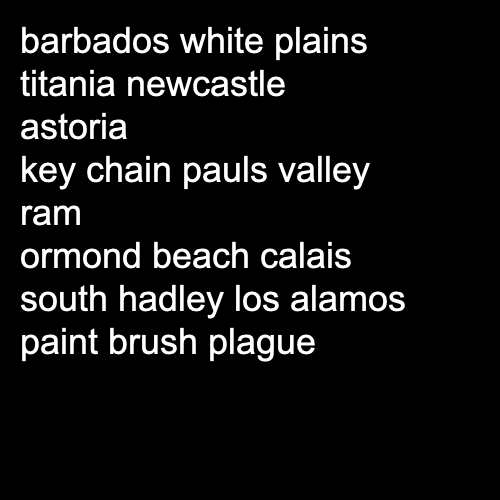 barbados white plains
titania newcastle
astoria
key chain pauls valley
ram
ormond beach calais
south hadley los alamos
paint brush plague